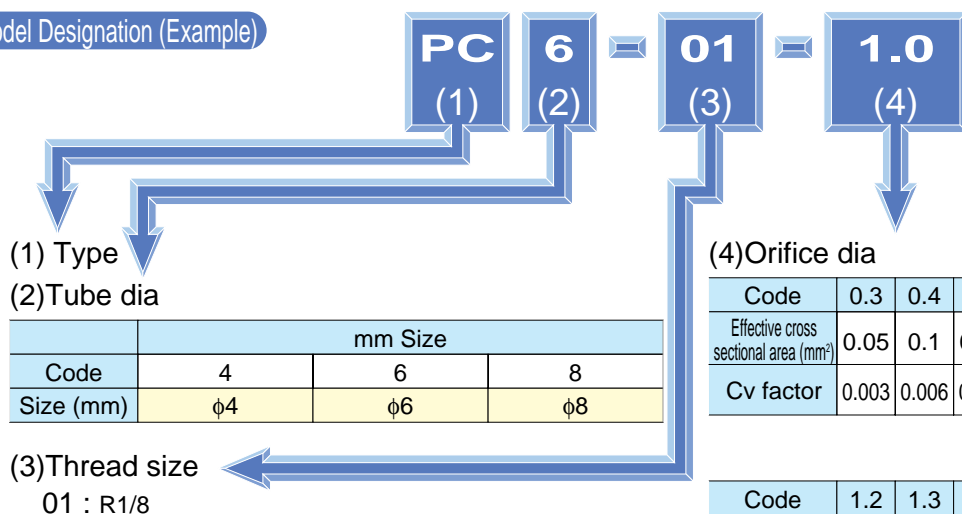 Model Designation (Example)
PC 6 - 01 - 1.0
(1) (2) (3) (4)
(1) Type
(2)Tube dia
mm Size
Code 4 6 8
Size (mm) ϕ4 ϕ6 ϕ8
(3)Thread size
01 : R1/8
(4)Orifice dia
Code 0.3 0.4
Effective cross
sectional area (mm²) 0.05 0.1
Cv factor 0.003 0.006
Code 1.2 1.3